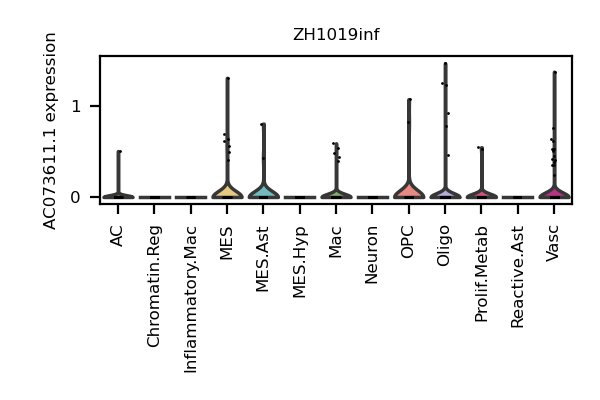 ZH1019inf
AC073611.1 expression
1
0
AC
Chromatin.Reg
Inflammatory.Mac
MES
MES.Ast
MES.Hyp
Mac
Neuron
OPC
Oligo
Prolif.Metab
Reactive.Ast
Vasc